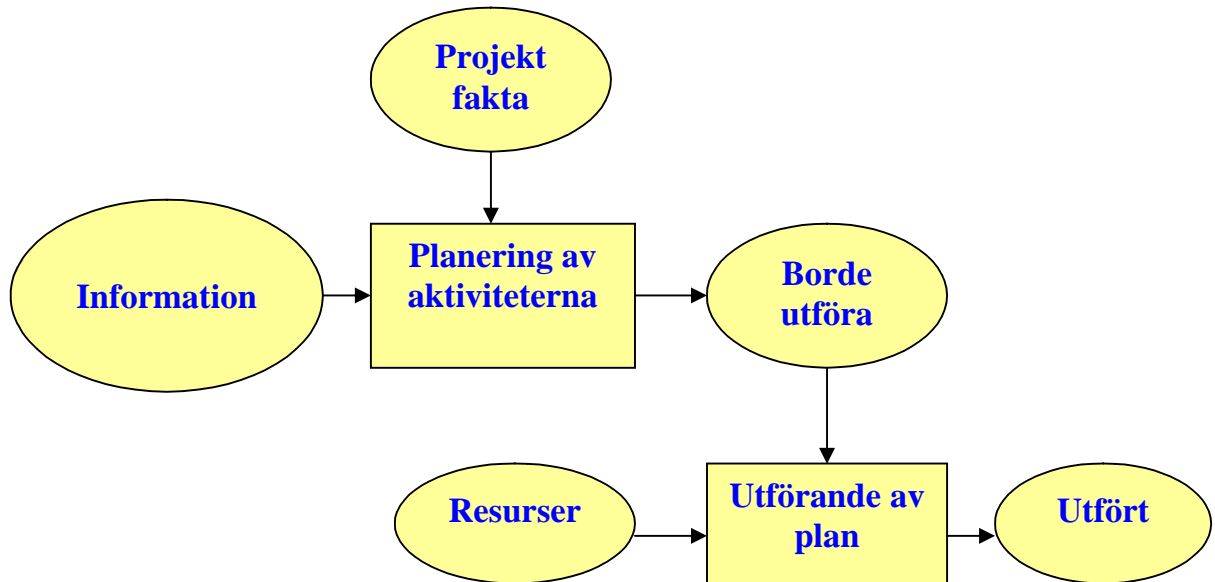 Projekt
fakta
Information
Planering av
aktiviteterna
Borde
utföra
Resurser
Utförande av
plan
Utfört